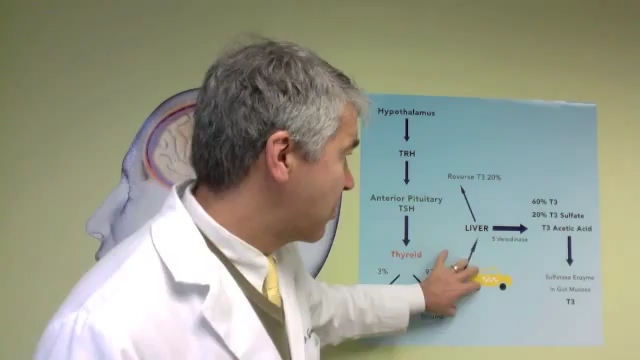 Hypothalamus
TRH
Reverse T3 20%
Anterior Pituitary
TSH
60% T3
20% T3 Sulfate
T3 Acetic Acid
LIVER
5'
Thyroid
3%
Sulfatase Enzyme
In Gut Mucosa
T3